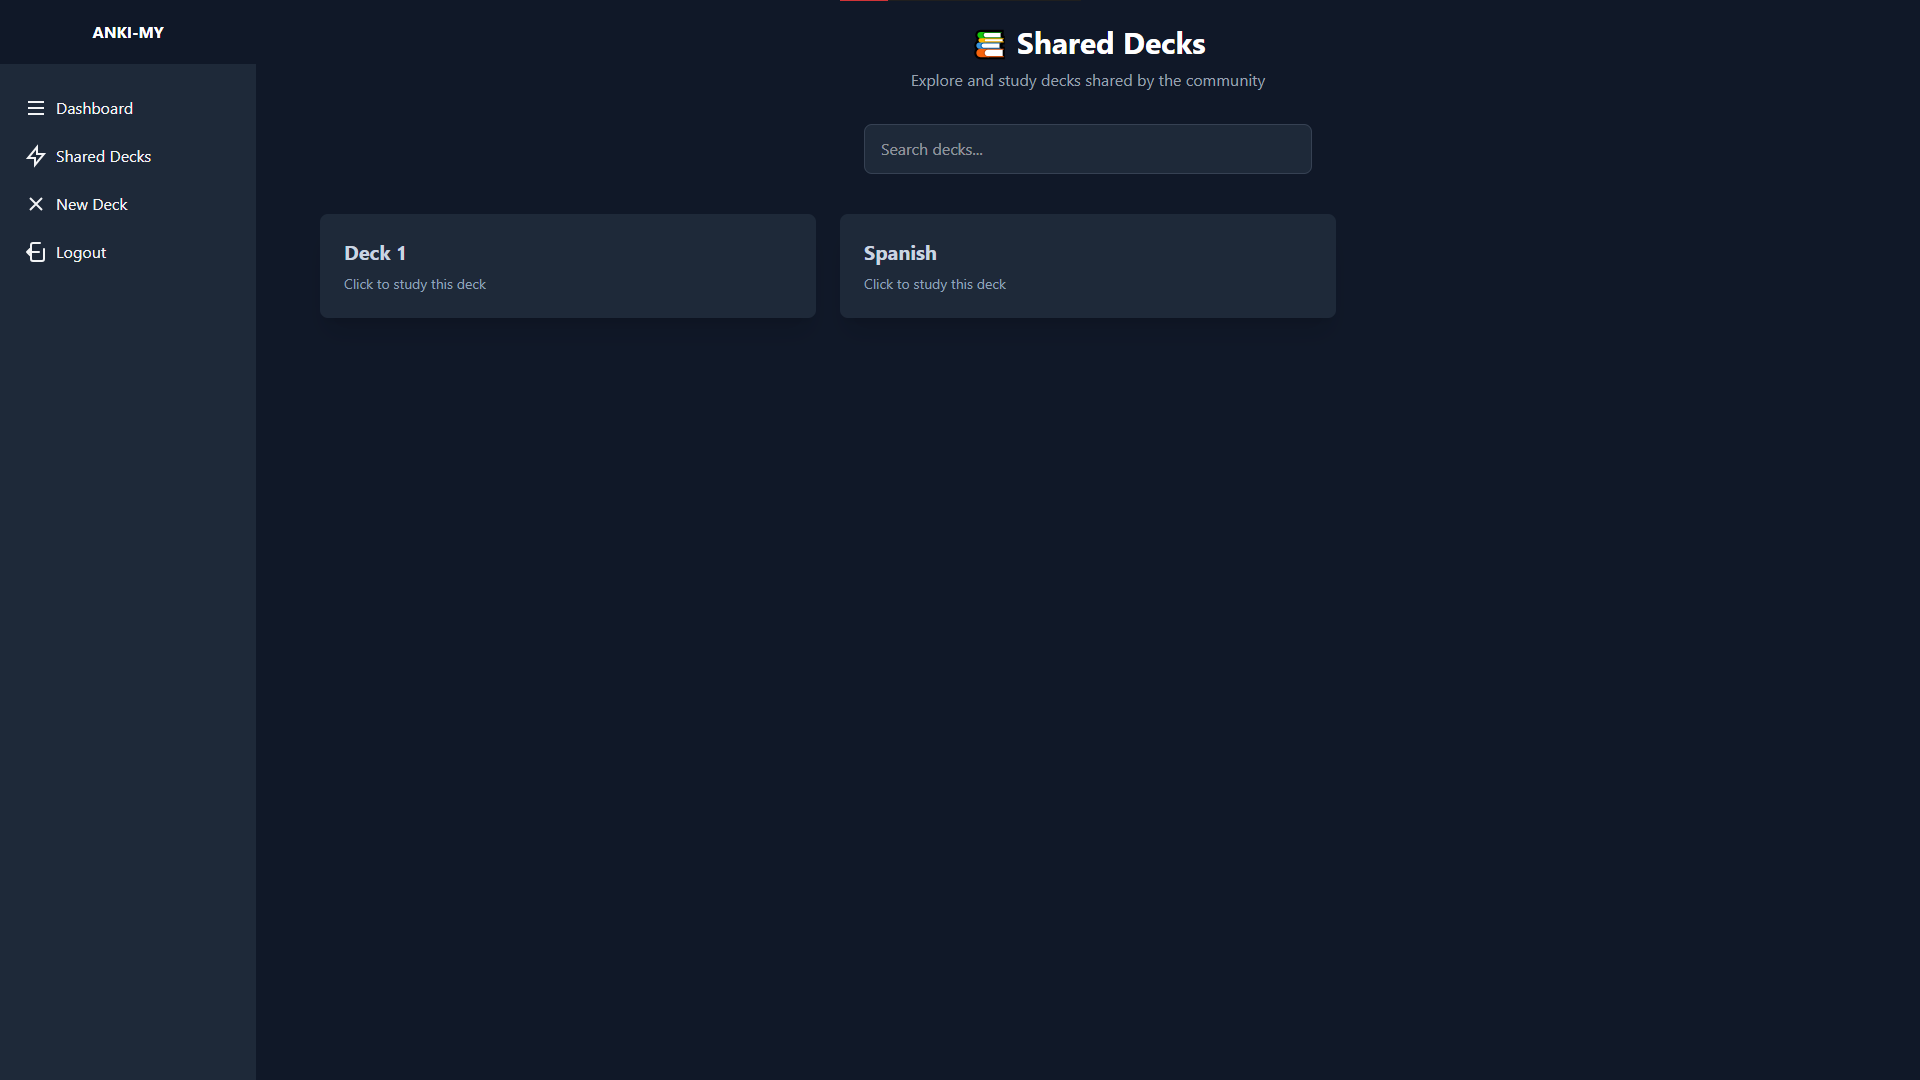 ANKI-MY
Dashboard
Shared Decks
New Deck
Logout
📚 Shared Decks
Explore and study decks shared by the community
Search decks...
Deck 1
Click to study this deck
Spanish
Click to study this deck